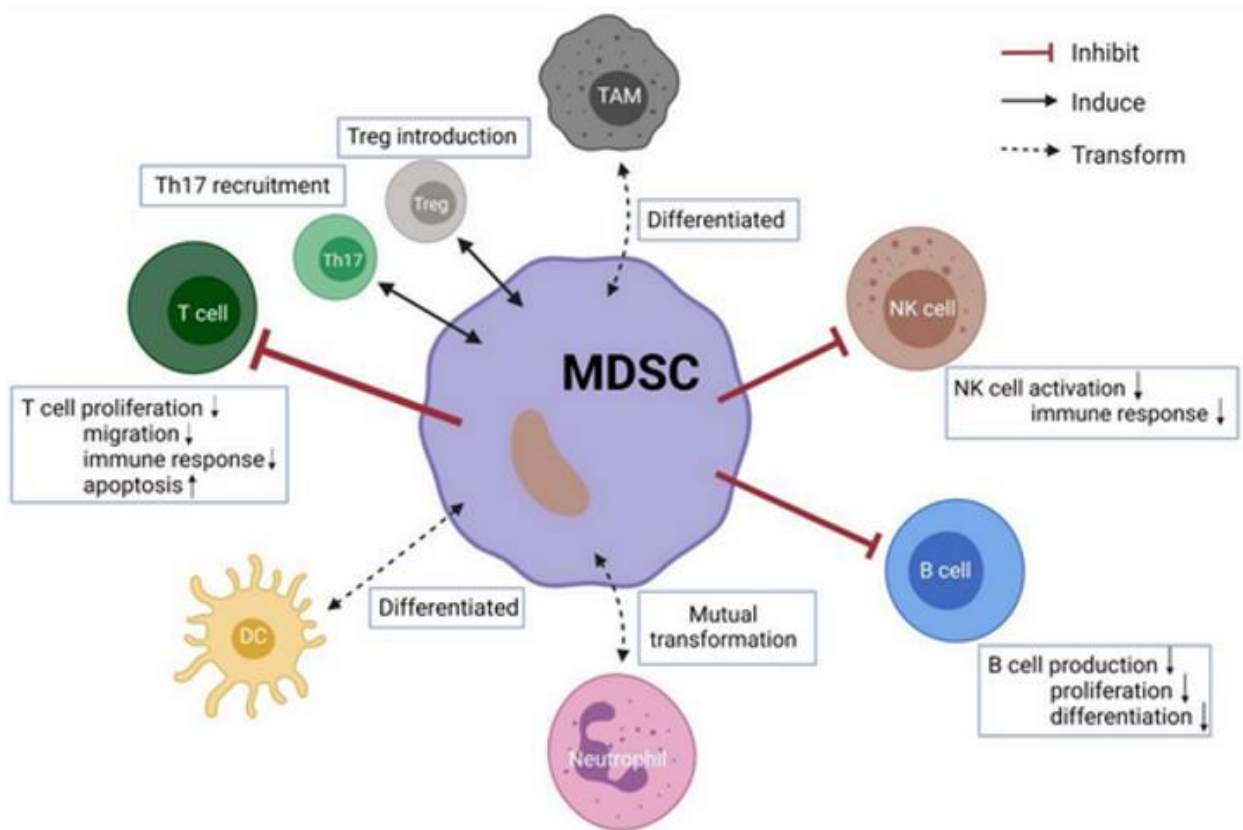 TAM
Inhibit
Induce
Transform
Treg introduction
Th17 recruitment
Treg
Differentiated
Th17
T cell
NK cell
MDSC
T cell proliferation ↓
migration ↓
immune response ↓
apoptosis ↑
NK cell activation ↓
immune response ↓
B cell
Differentiated
Mutual
transformation
DC
B cell production ↓
proliferation ↓
differentiation ↓
Neutrophil